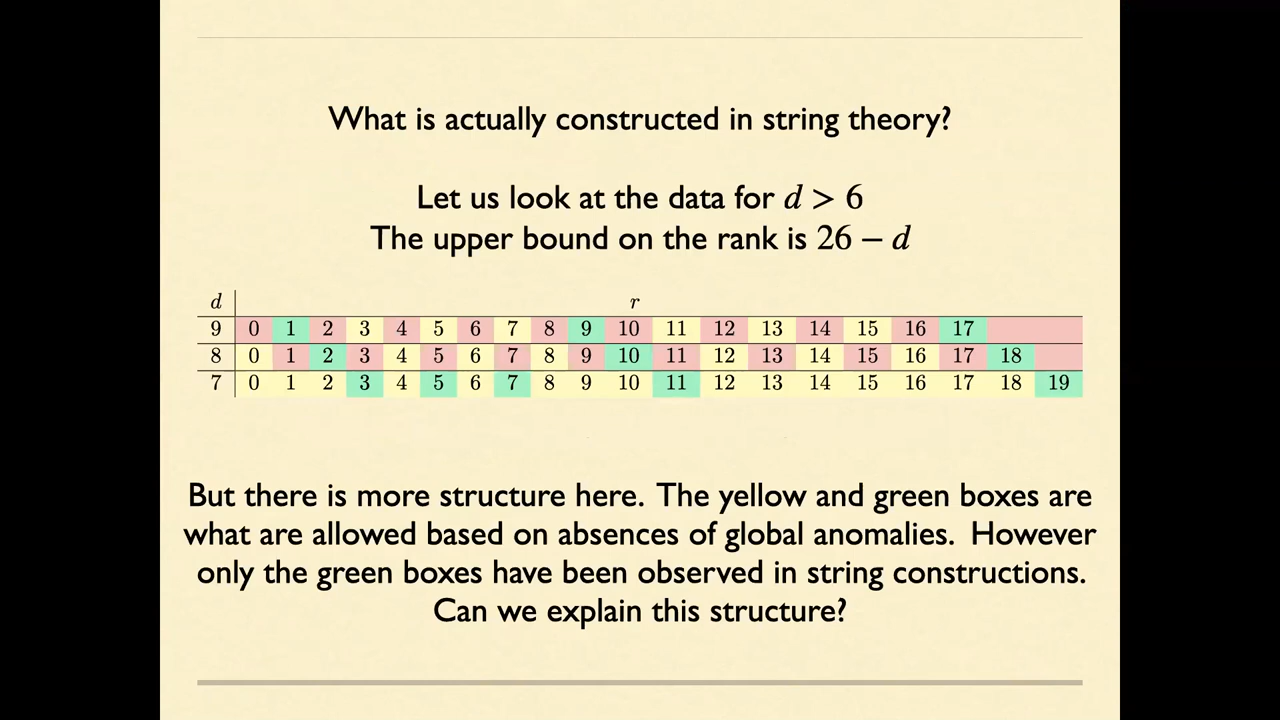 What is actually constructed in string theory?
Let us look at the data for d > 6
The upper bound on the rank is 26 − d
d r
9 0 1 2 3 4 5 6 7 8 9 10 11 12 13 14 15 16 17
8 0 1 2 3 4 5 6 7 8 9 10 11 12 13 14 15 16 17 18
7 0 1 2 3 4 5 6 7 8 9 10 11 12 13 14 15 16 17 18 19
But there is more structure here. The yellow and green boxes are
what are allowed based on absences of global anomalies. However
only the green boxes have been observed in string constructions.
Can we explain this structure?